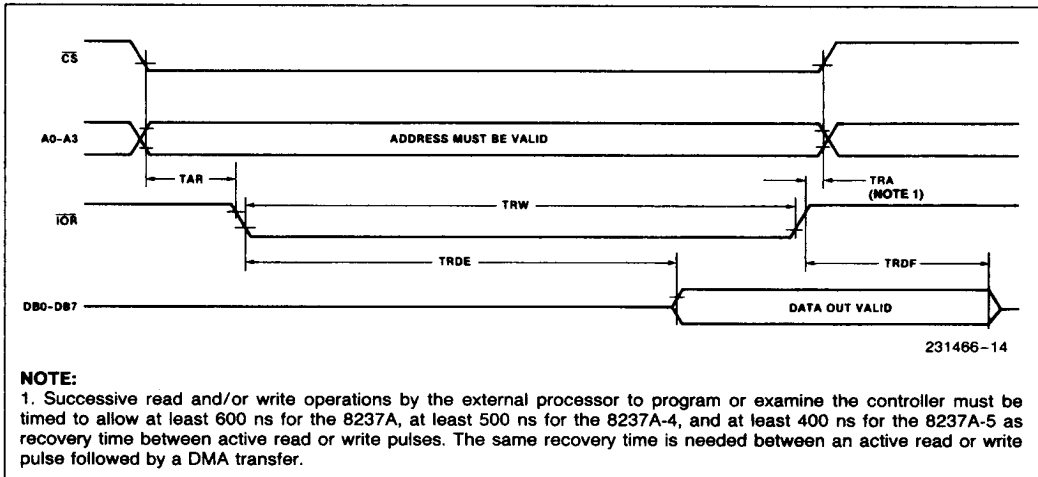 CS
A0-A3
ADDRESS MUST BE VALID
TAR
TRA
(NOTE 1)
IOR
TRW
TRDE
TRDF
DB0-DB7
DATA OUT VALID
231466-14
NOTE:
1. Successive read and/or write operations by the external processor to program or examine the controller must be
timed to allow at least 600 ns for the 8237A, at least 500 ns for the 8237A-4, and at least 400 ns for the 8237A-5 as
recovery time between active read or write pulses. The same recovery time is needed between an active read or write
pulse followed by a DMA transfer.